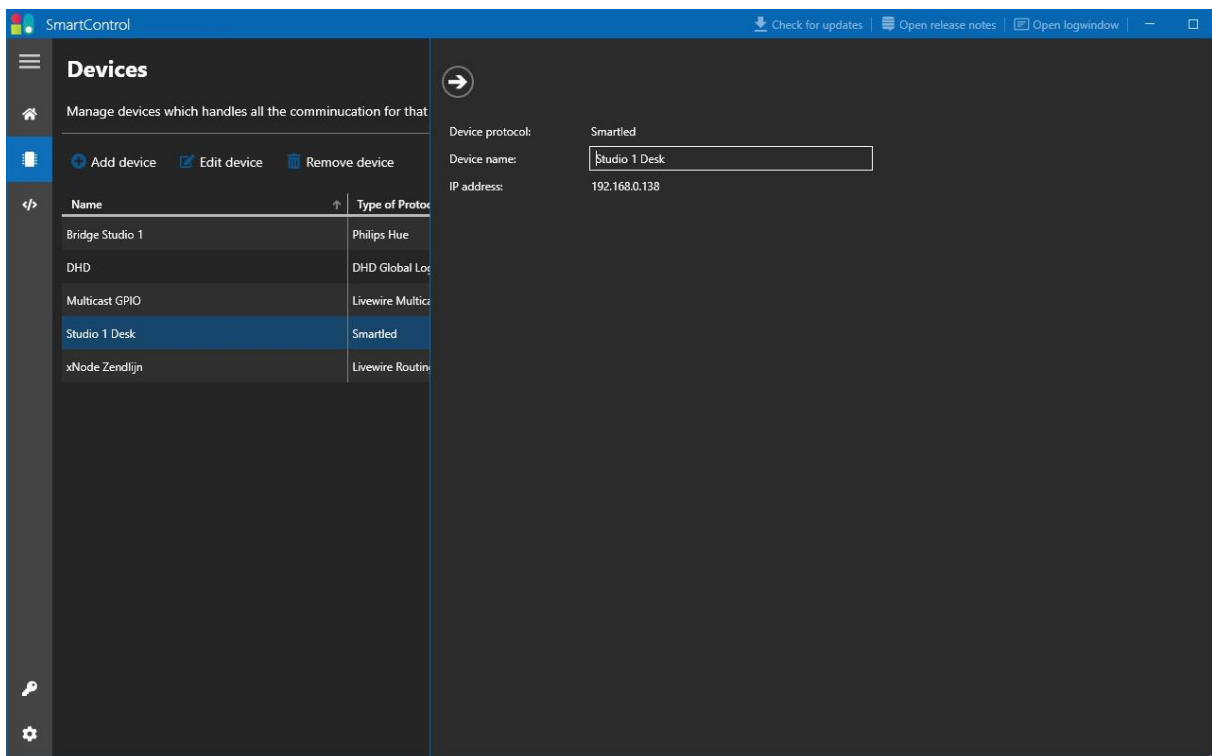 SmartControl
Check for updates
Open release notes
Open logwindow
Devices
Manage devices which handles all the comminucation for that
Add device
Edit device
Remove device
Name
Type of Protoc
Bridge Studio 1
Philips Hue
DHD
DHD Global Log
Multicast GPIO
Livewire Multica
Studio 1 Desk
Smartled
xNode Zendlijn
Livewire Routin
Device protocol:
Smartled
Device name:
Studio 1 Desk
IP address:
192.168.0.138